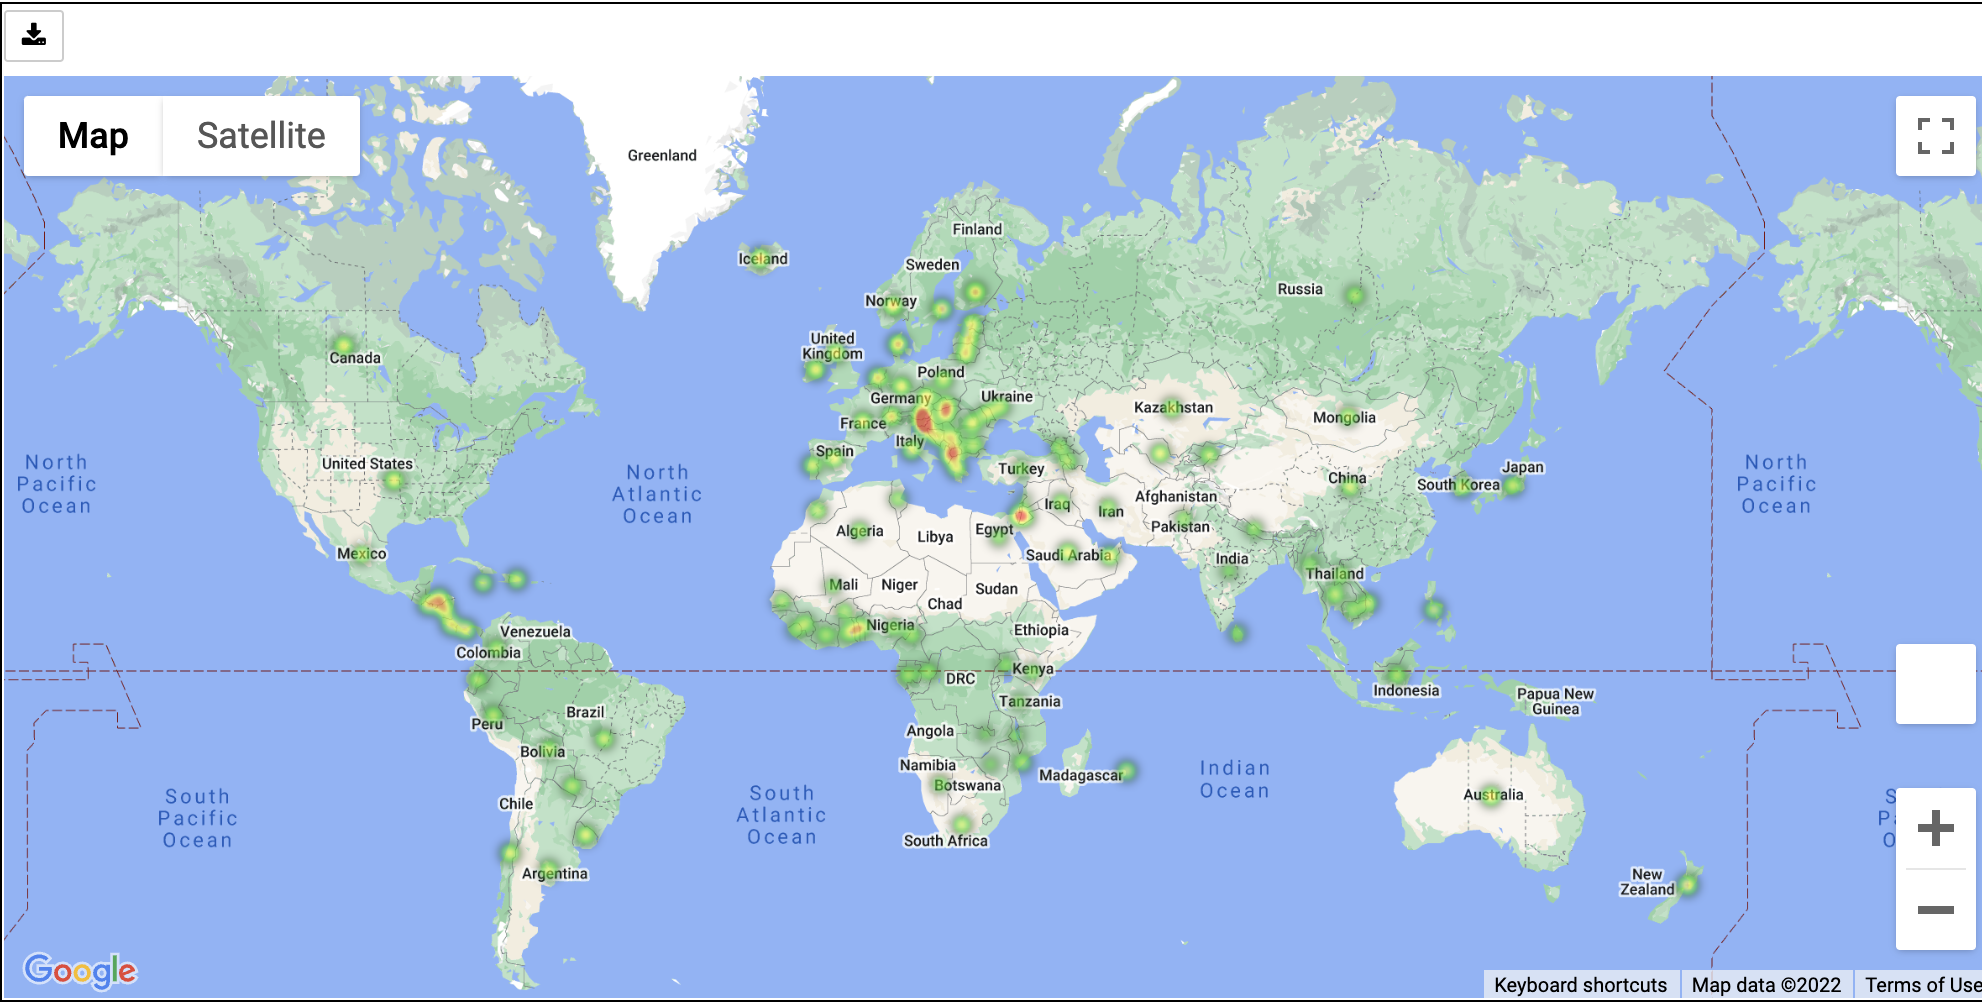 Map
Satellite
Greenland
Finland
Iceland
Sweden
Russia
Norway
United
Kingdom
Canada
Poland
Germany
Ukraine
Kazakhstan
Mongolia
France
Italy
Spain
United States
Turkey
China
Japan
South Korea
North
Pacific
Ocean
North
Atlantic
Ocean
North
Pacific
Ocean
Iraq
Iran
Afghanistan
Pakistan
Algeria
Libya
Egypt
Saudi Arabia
India
Mexico
Mali
Niger
Sudan
Chad
Thailand
Venezuela
Nigeria
Ethiopia
Colombia
DRC
Kenya
Indonesia
Papua New
Guinea
Tanzania
Peru
Brazil
Angola
Bolivia
Namibia
Botswana
Madagascar
Indian
Ocean
Chile
Australia
South
Pacific
Ocean
South
Atlantic
Ocean
South Africa
Argentina
New
Zealand
S
P
O
Google
Keyboard shortcuts
Map data ©2022
Terms of Use